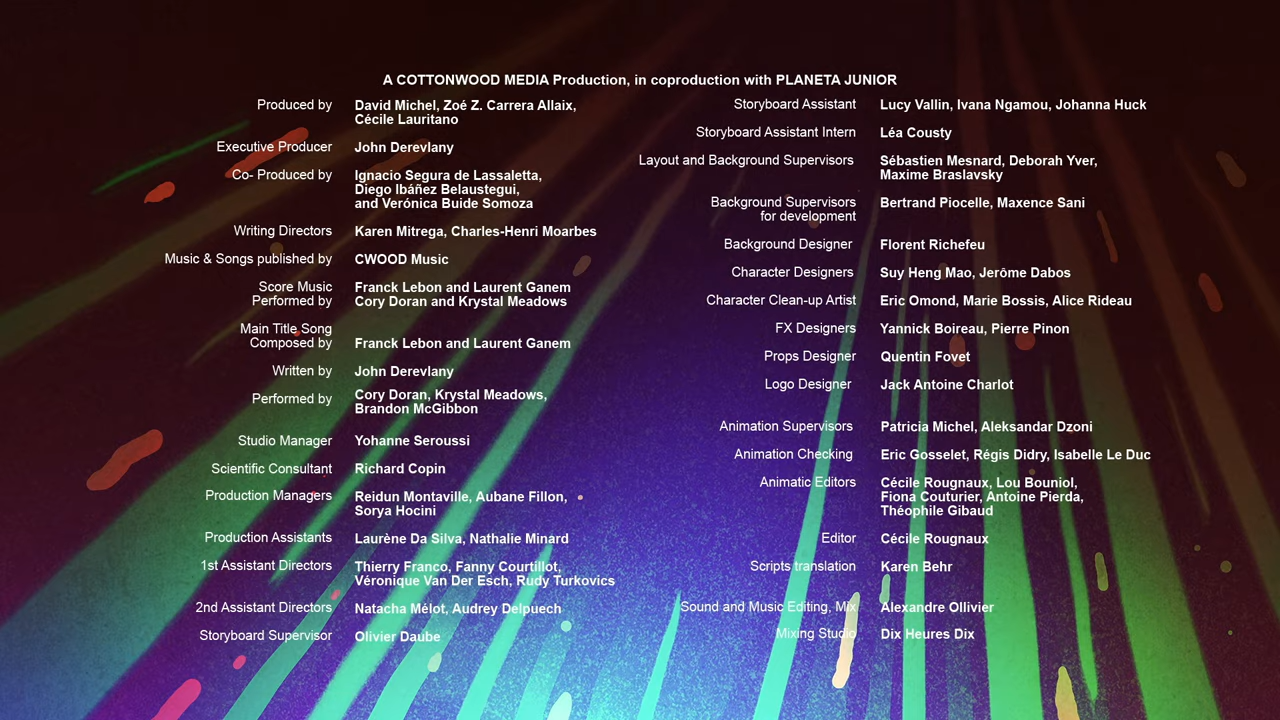 A COTTONWOOD MEDIA Production, in coproduction with PLANETA JUNIOR
Produced by David Michel, Zoé Z. Carrera Allaix,
Cécile Lauritano
Executive Producer John Derevlany
Co- Produced by Ignacio Segura de Lassaletta,
Diego Ibáñez Belaustegui,
and Verónica Buide Somoza
Writing Directors Karen Mitrega, Charles-Henri Moarbes
Music & Songs published by CWOOD Music
Score Music Franck Lebon and Laurent Ganem
Performed by Cory Doran and Krystal Meadows
Main Title Song
Composed by Franck Lebon and Laurent Ganem
Written by John Derevlany
Performed by Cory Doran, Krystal Meadows,
Brandon McGibbon
Studio Manager Yohanne Seroussi
Scientific Consultant Richard Copin
Production Managers Reidun Montaville, Aubane Fillon,
Sorya Hocini
Production Assistants Laurène Da Silva, Nathalie Minard
1st Assistant Directors Thierry Franco, Fanny Courtillot,
Véronique Van Der Esch, Rudy Turkovics
2nd Assistant Directors Natacha Mélot, Audrey Delpuech
Storyboard Supervisor Olivier Daube
Storyboard Assistant Lucy Vallin, Ivana Ngamou, Johanna Huck
Storyboard Assistant Intern Léa Cousty
Layout and Background Supervisors Sébastien Mesnard, Deborah Yver,
Maxime Braslavsky
Background Supervisors Bertrand Piocelle, Maxence Sani
for development
Background Designer Florent Richefeu
Character Designers Suy Heng Mao, Jerôme Dabos
Character Clean-up Artist Eric Omond, Marie Bossis, Alice Rideau
FX Designers Yannick Boireau, Pierre Pinon
Props Designer Quentin Fovet
Logo Designer Jack Antoine Charlot
Animation Supervisors Patricia Michel, Aleksandar Dzoni
Animation Checking Eric Gosselet, Régis Didry, Isabelle Le Duc
Animatic Editors Cécile Rougnaux, Lou Bouniol,
Fiona Couturier, Antoine Pierda,
Théophile Gibaud
Editor Cécile Rougnaux
Scripts translation Karen Behr
Sound and Music Editing, Mix Alexandre Ollivier
Mixing Studio Dix Heures Dix